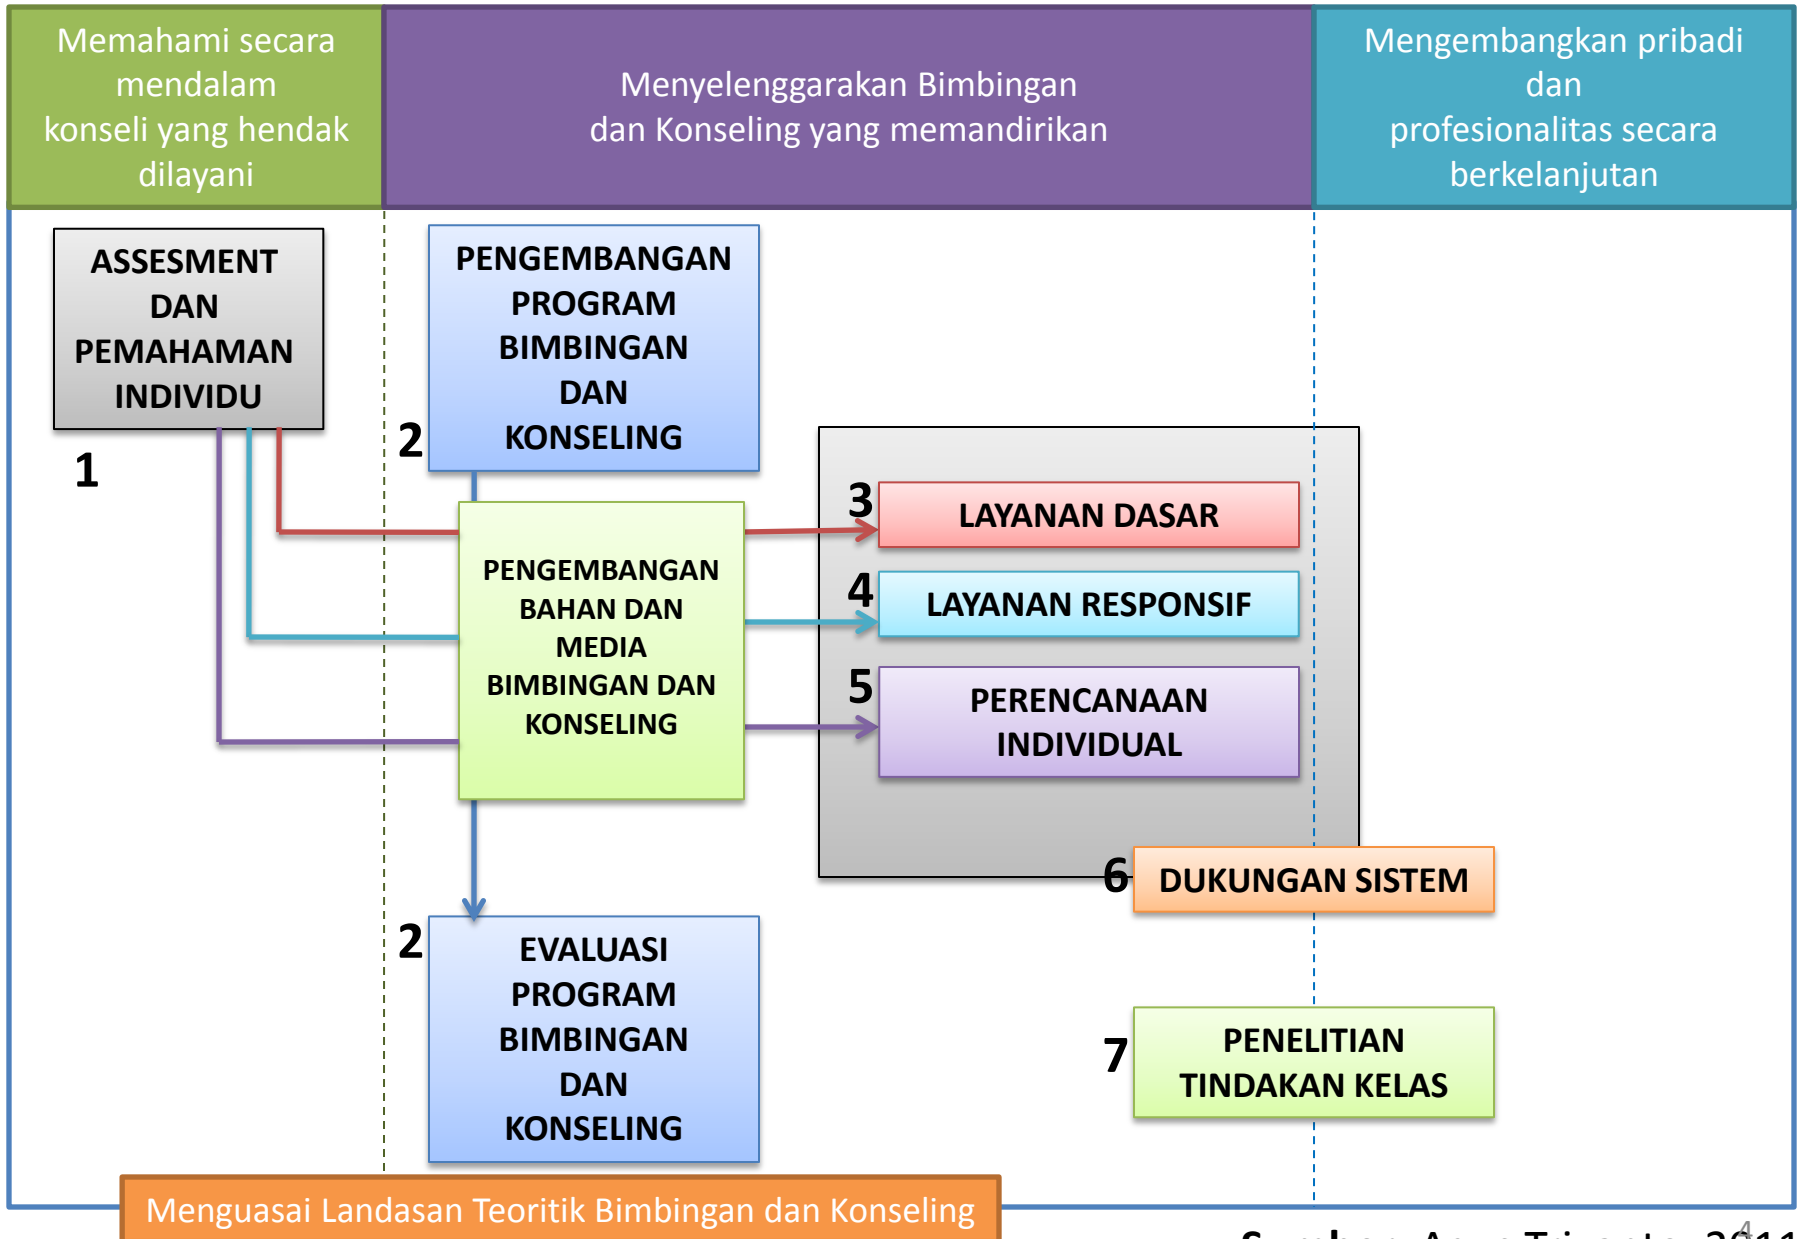 Memahami secara
mendalam
konseli yang hendak
dilayani
Menyelenggarakan Bimbingan
dan Konseling yang memandirikan
Mengembangkan pribadi
dan
profesionalitas secara
berkelanjutan
ASSESMENT
DAN
PEMAHAMAN
INDIVIDU
1
PENGEMBANGAN
PROGRAM
BIMBINGAN
DAN
KONSELING
2
PENGEMBANGAN
BAHAN DAN
MEDIA
BIMBINGAN DAN
KONSELING
3
LAYANAN DASAR
4
LAYANAN RESPONSIF
5
PERENCANAAN
INDIVIDUAL
6
DUKUNGAN SISTEM
2
EVALUASI
PROGRAM
BIMBINGAN
DAN
KONSELING
7
PENELITIAN
TINDAKAN KELAS
Menguasai Landasan Teoritik Bimbingan dan Konseling
4